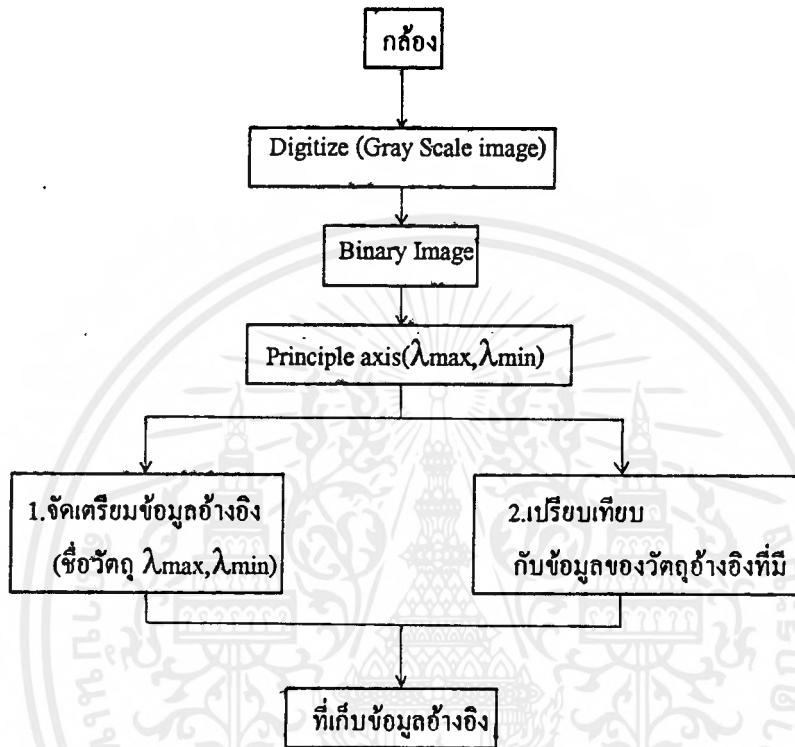 กล้อง
Digitize (Gray Scale image)
Binary Image
Principle axis(λmax,λmin)
1.จัดเตรียมข้อมูลอ้างอิง
(ชื่อวัตถุ λmax,λmin)
2.เปรียบเทียบ
กับข้อมูลของวัตถุอ้างอิงที่มี
ที่เก็บข้อมูลอ้างอิง